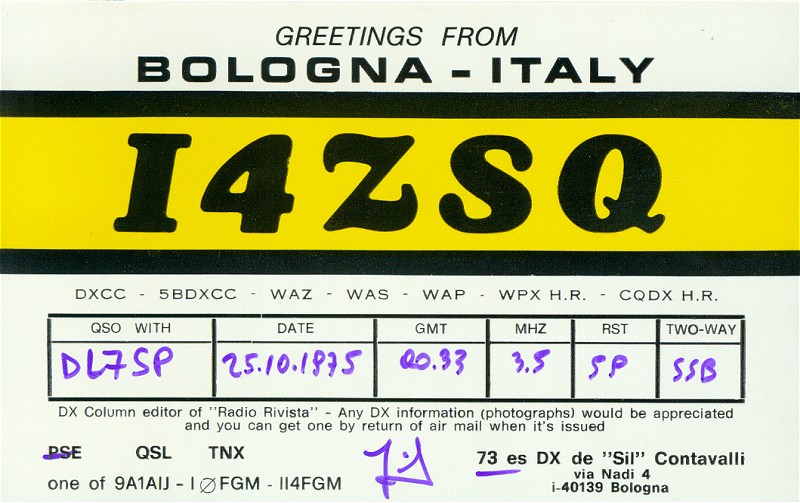 GREETINGS FROM
BOLOGNA - ITALY
I4ZSQ
DXCC - 5BDXCC - WAZ - WAS - WAP - WPX H.R. - CQDX H.R.
QSO WITH DATE GMT MHZ RST TWO-WAY
DL7SP 25.10.1975 00.33 3.5 59 SSB
DX Column editor of "Radio Rivista" - Any DX information (photographs) would be appreciated
and you can get one by return of air mail when it's issued
PSE QSL TNX
73 es DX de "Sil" Contavalli
via Nadi 4
one of 9A1AIJ - IØFGM - II4FGM
i-40139 Bologna